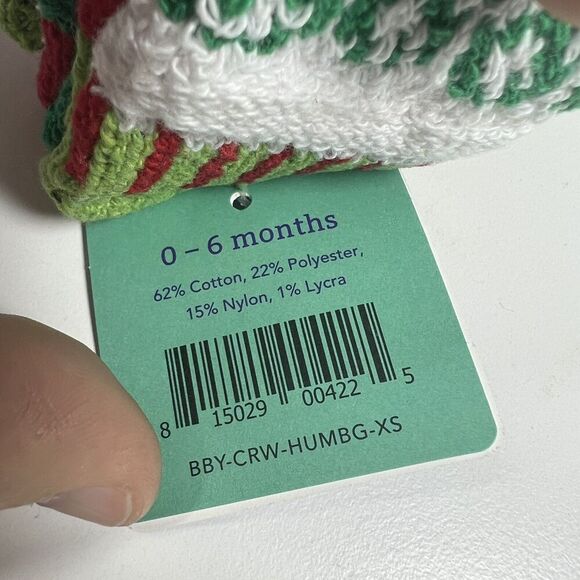 0 – 6 months
62% Cotton, 22% Polyester,
15% Nylon, 1% Lycra
8 15029 00422 5
BBY-CRW-HUMBG-XS